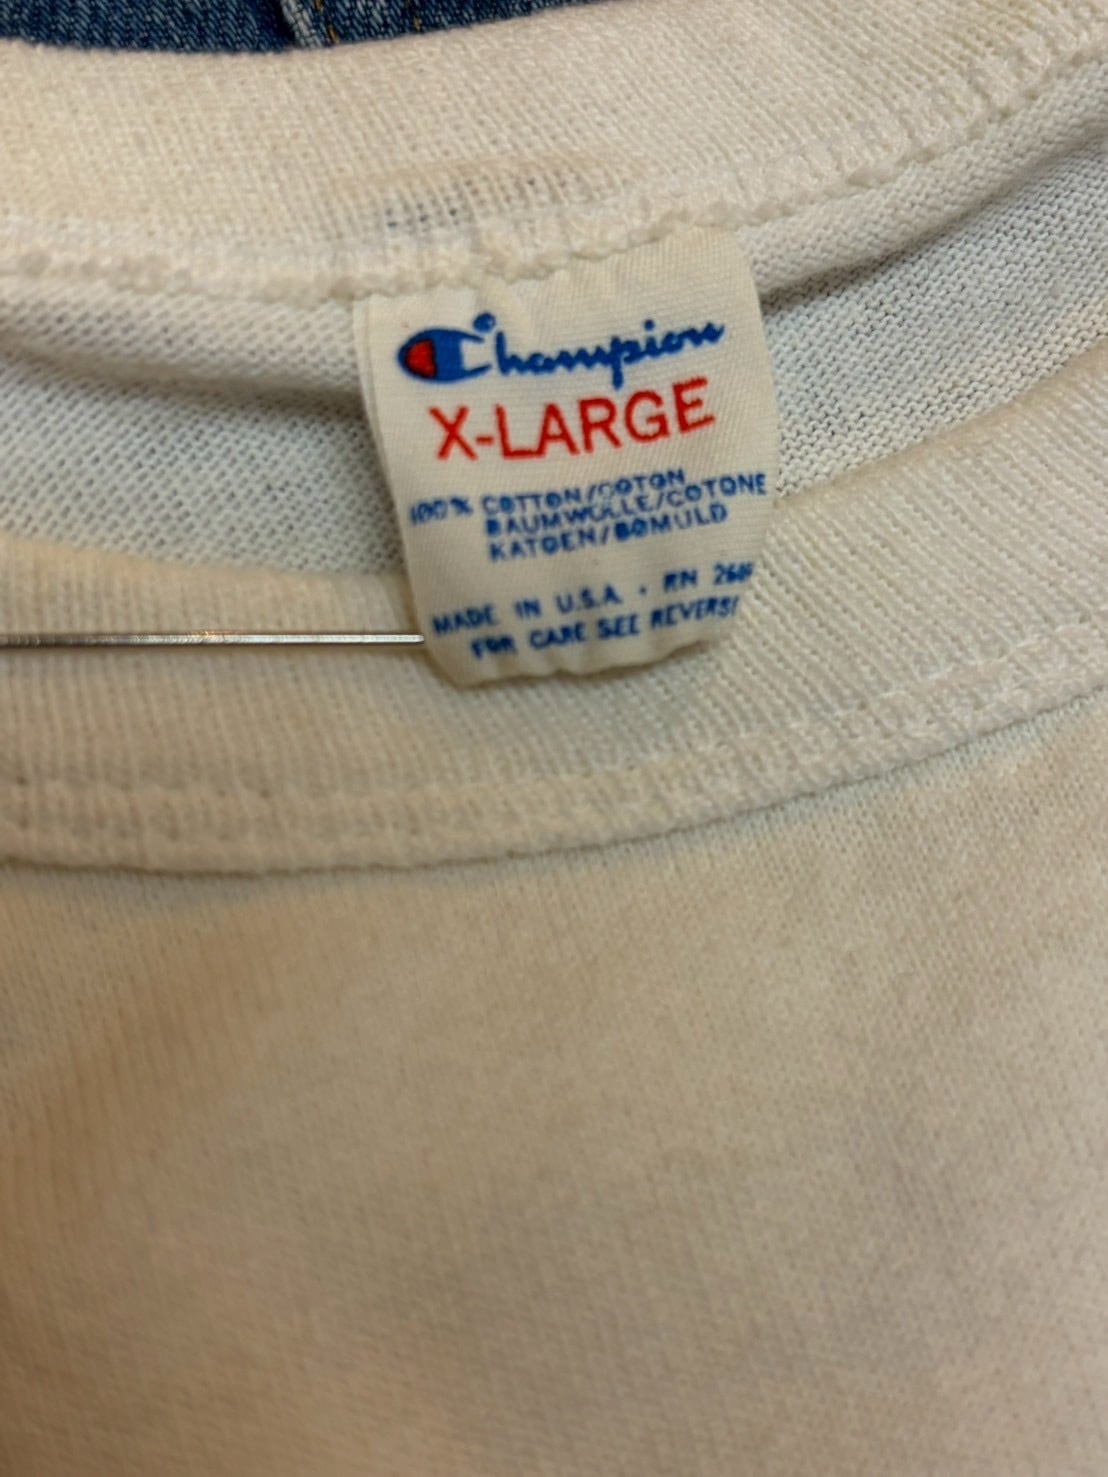 Champion
X-LARGE
100% COTTON/COTON
BAUMWOLLE/COTONE
KATOEN/BOMULD
MADE IN U.S.A. • RN
FOR CARE SEE REVERSE